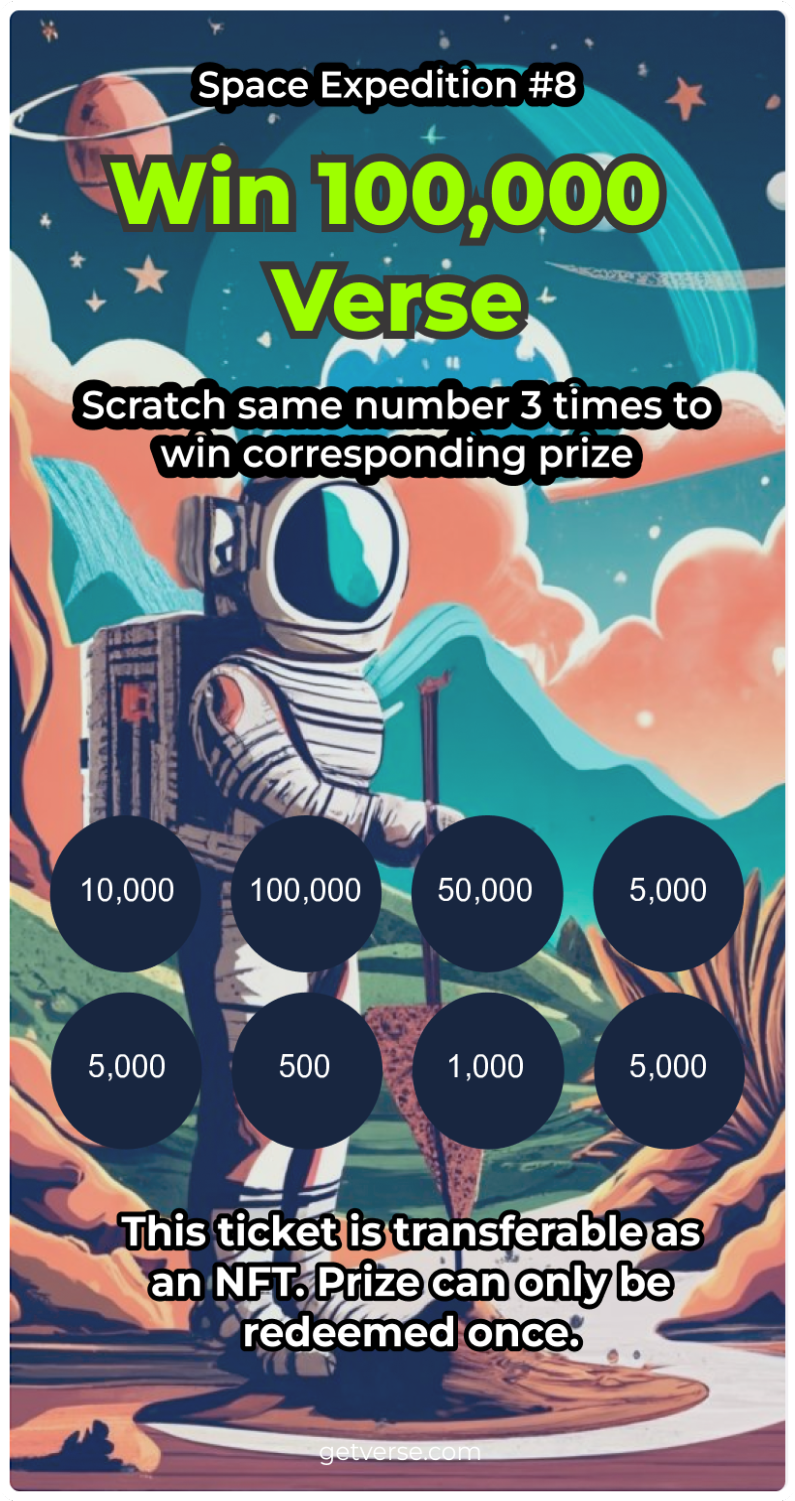 Space Expedition #8
Win 100,000
Verse
Scratch same number 3 times to
win corresponding prize
10,000 100,000 50,000 5,000
5,000 500 1,000 5,000
This ticket is transferable as
an NFT. Prize can only be
redeemed once.
getverse.com